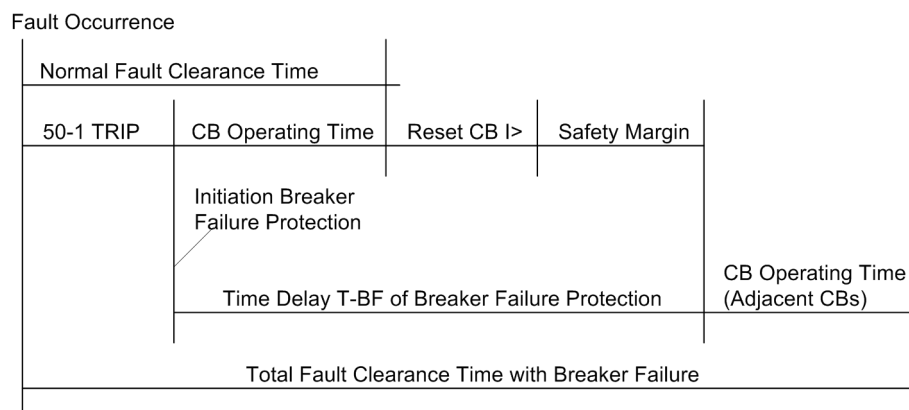 Fault Occurrence
Normal Fault Clearance Time
50-1 TRIP
CB Operating Time
Reset CB I>
Safety Margin
Initiation Breaker
Failure Protection
CB Operating Time
(Adjacent CBs)
Time Delay T-BF of Breaker Failure Protection
Total Fault Clearance Time with Breaker Failure